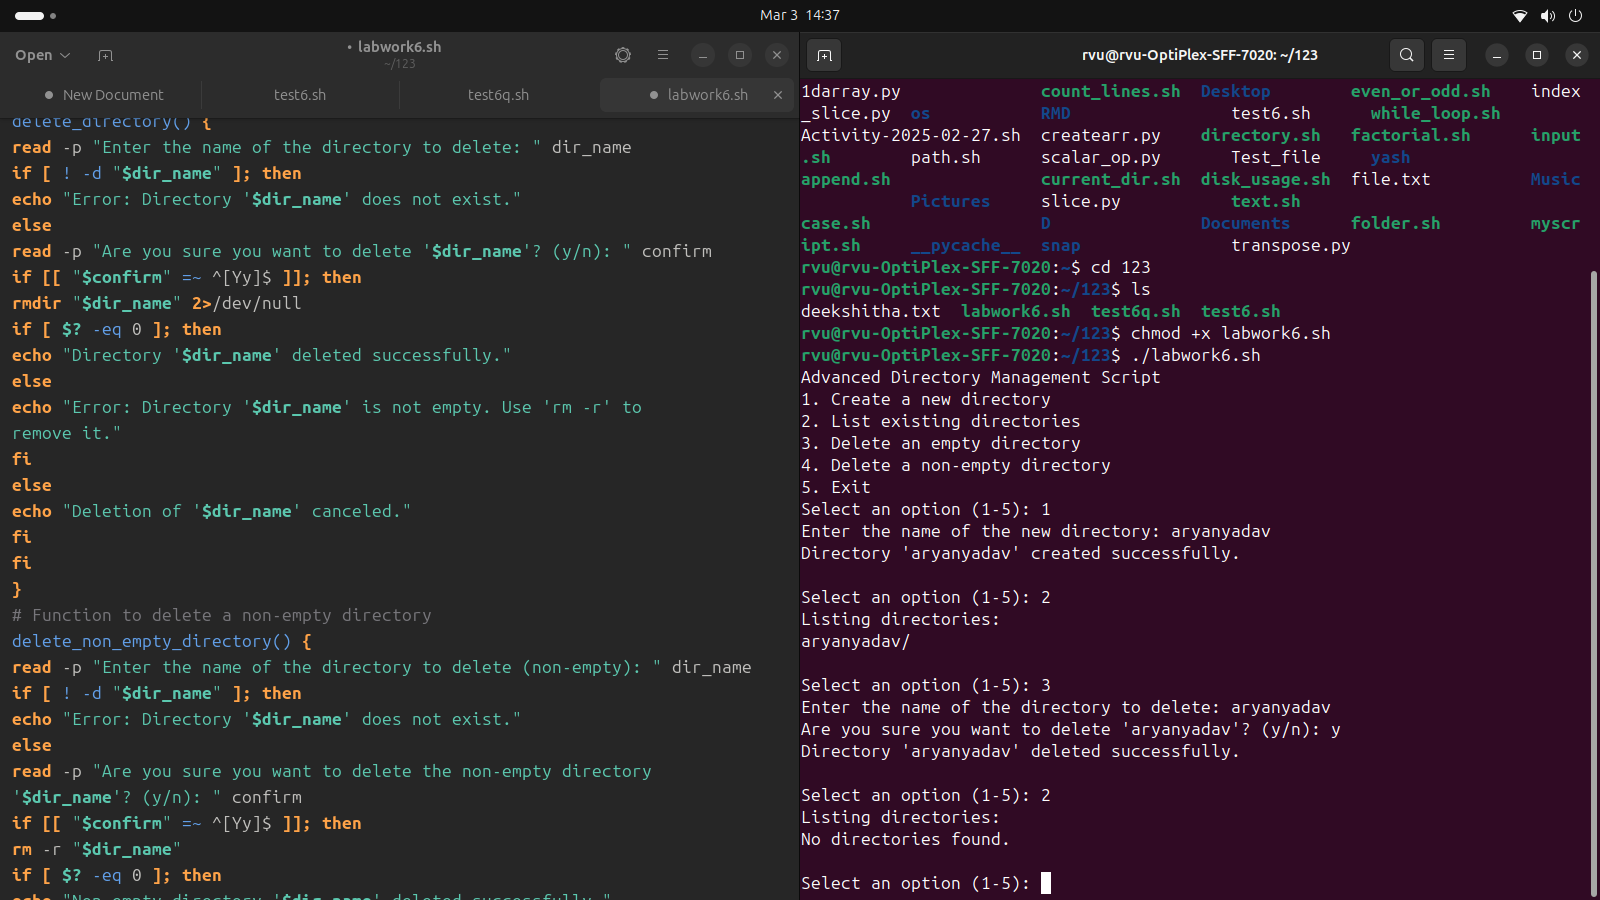 Mar 3 14:37
Open
• labwork6.sh
~/123
New Document
test6.sh
test6q.sh
labwork6.sh
delete_directory() {
read -p "Enter the name of the directory to delete: " dir_name
if [ ! -d "$dir_name" ]; then
echo "Error: Directory '$dir_name' does not exist."
else
read -p "Are you sure you want to delete '$dir_name'? (y/n): " confirm
if [[ "$confirm" =~ ^[Yy]$ ]]; then
rmdir "$dir_name" 2>/dev/null
if [ $? -eq 0 ]; then
echo "Directory '$dir_name' deleted successfully."
else
echo "Error: Directory '$dir_name' is not empty. Use 'rm -r' to
remove it."
fi
else
echo "Deletion of '$dir_name' canceled."
fi
fi
}
# Function to delete a non-empty directory
delete_non_empty_directory() {
read -p "Enter the name of the directory to delete (non-empty): " dir_name
if [ ! -d "$dir_name" ]; then
echo "Error: Directory '$dir_name' does not exist."
else
read -p "Are you sure you want to delete the non-empty directory
'$dir_name'? (y/n): " confirm
if [[ "$confirm" =~ ^[Yy]$ ]]; then
rm -r "$dir_name"
if [ $? -eq 0 ]; then
echo "Non-empty directory '$dir_name' deleted successfully."
rvu@rvu-OptiPlex-SFF-7020: ~/123
1darray.py count_lines.sh Desktop even_or_odd.sh index
_slice.py os RMD test6.sh while_loop.sh
Activity-2025-02-27.sh createarr.py directory.sh factorial.sh input
.sh path.sh scalar_op.py Test_file yash
append.sh current_dir.sh disk_usage.sh file.txt Music
Pictures slice.py text.sh
case.sh D Documents folder.sh myscr
ipt.sh __pycache__ snap transpose.py
rvu@rvu-OptiPlex-SFF-7020:~$ cd 123
rvu@rvu-OptiPlex-SFF-7020:~/123$ ls
deekshitha.txt labwork6.sh test6q.sh test6.sh
rvu@rvu-OptiPlex-SFF-7020:~/123$ chmod +x labwork6.sh
rvu@rvu-OptiPlex-SFF-7020:~/123$ ./labwork6.sh
Advanced Directory Management Script
1. Create a new directory
2. List existing directories
3. Delete an empty directory
4. Delete a non-empty directory
5. Exit
Select an option (1-5): 1
Enter the name of the new directory: aryanyadav
Directory 'aryanyadav' created successfully.
Select an option (1-5): 2
Listing directories:
aryanyadav/
Select an option (1-5): 3
Enter the name of the directory to delete: aryanyadav
Are you sure you want to delete 'aryanyadav'? (y/n): y
Directory 'aryanyadav' deleted successfully.
Select an option (1-5): 2
Listing directories:
No directories found.
Select an option (1-5):